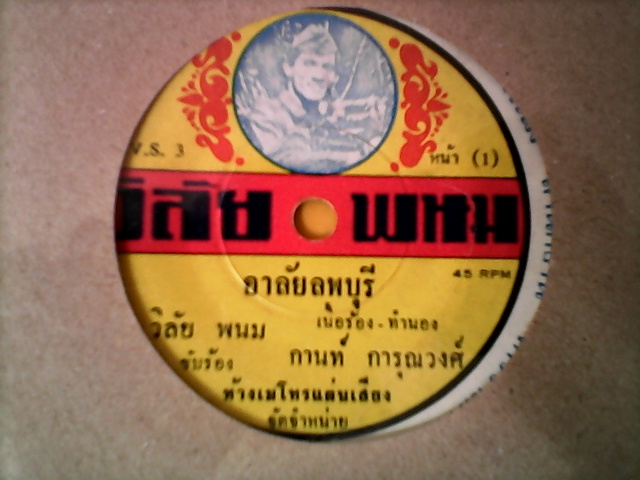 V.S. 3
หน้า (1)
วิลัย พนม
45 RPM
อาลัยลพบุรี
เนื้อร้อง - ทำนอง
วิลัย พนม
กานท์ การุณวงศ์
ขับร้อง
ห้างเมโทรแผ่นเสียง
จัดจำหน่าย